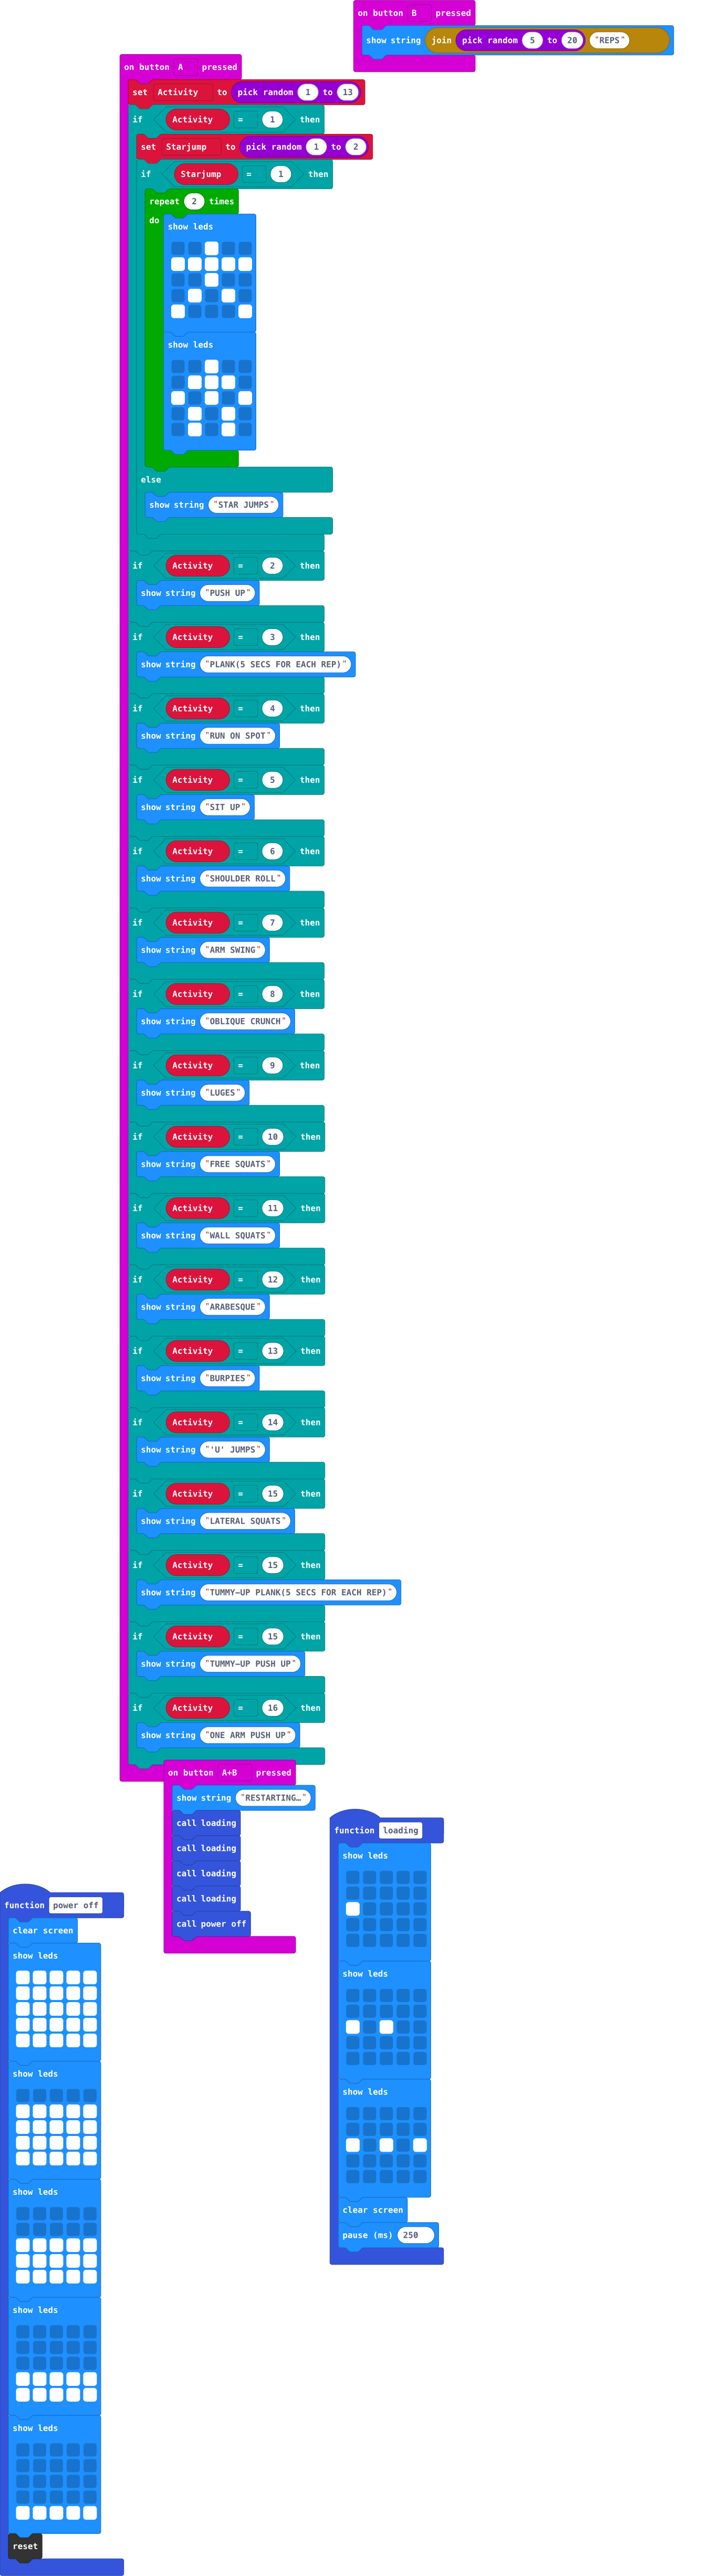 on button B pressed
show string join pick random 5 to 20 "REPS"
on button A pressed
set Activity to pick random 1 to 13
if Activity = 1 then
set Starjump to pick random 1 to 2
if Starjump = 1 then
repeat 2 times
do
show leds
show leds
else
show string "STAR JUMPS"
if Activity = 2 then
show string "PUSH UP"
if Activity = 3 then
show string "PLANK(5 SECS FOR EACH REP)"
if Activity = 4 then
show string "RUN ON SPOT"
if Activity = 5 then
show string "SIT UP"
if Activity = 6 then
show string "SHOULDER ROLL"
if Activity = 7 then
show string "ARM SWING"
if Activity = 8 then
show string "OBLIQUE CRUNCH"
if Activity = 9 then
show string "LUGES"
if Activity = 10 then
show string "FREE SQUATS"
if Activity = 11 then
show string "WALL SQUATS"
if Activity = 12 then
show string "ARABESQUE"
if Activity = 13 then
show string "BURPIES"
if Activity = 14 then
show string "'U' JUMPS"
if Activity = 15 then
show string "LATERAL SQUATS"
if Activity = 15 then
show string "TUMMY-UP PLANK(5 SECS FOR EACH REP)"
if Activity = 15 then
show string "TUMMY-UP PUSH UP"
if Activity = 16 then
show string "ONE ARM PUSH UP"
on button A+B pressed
show string "RESTARTING…"
call loading
call loading
call loading
call loading
call power off
function loading
show leds
show leds
show leds
clear screen
pause (ms) 250
function power off
clear screen
show leds
show leds
show leds
show leds
show leds
reset